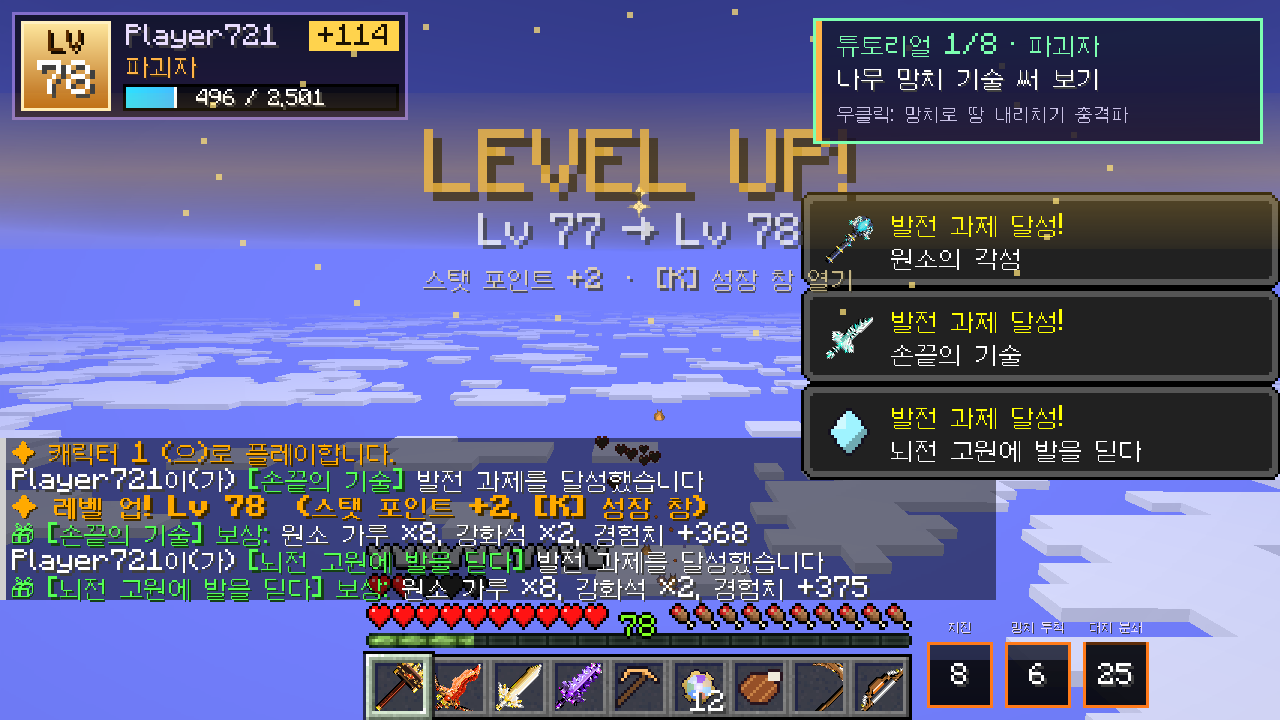 LV
78
Player721
+114
파괴자
496 / 2,501
튜토리얼 1/8 · 파괴자
나무 망치 기술 써 보기
우클릭: 망치로 땅 내리치기 충격파
LEVEL UP!
Lv 77 → Lv 78
스탯 포인트 +2 · [K] 성장 창 열기
발전 과제 달성!
원소의 각성
발전 과제 달성!
손끝의 기술
발전 과제 달성!
뇌전 고원에 발을 딛다
캐릭터 1 (으)로 플레이합니다.
Player721이(가) [손끝의 기술] 발전 과제를 달성했습니다
레벨 업! Lv 78 (스탯 포인트 +2, [K] 성장 창)
[손끝의 기술] 보상: 원소 가루 ×8, 강화석 ×2, 경험치 +368
Player721이(가) [뇌전 고원에 발을 딛다] 발전 과제를 달성했습니다
[뇌전 고원에 발을 딛다] 보상: 원소 가루 ×8, 강화석 ×2, 경험치 +375
78
12
지진 망치 투척 대지 분쇄
8 6 25